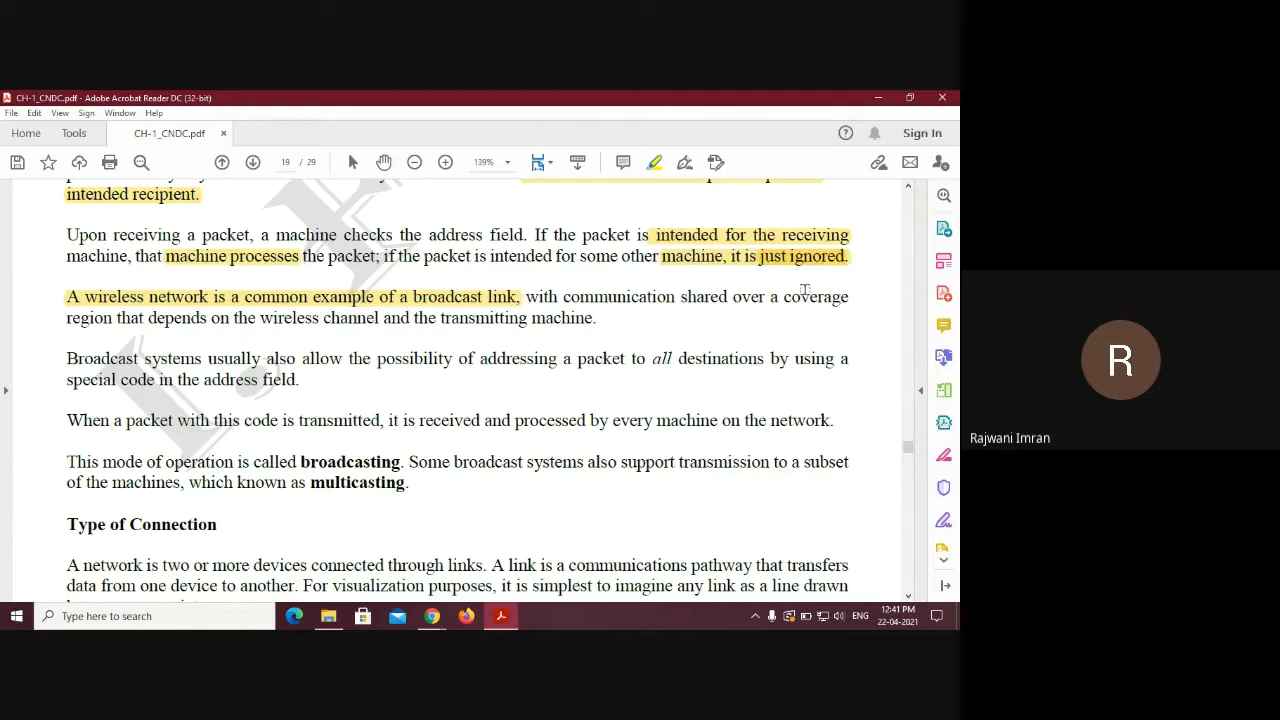 CH-1_CNDC.pdf - Adobe Acrobat Reader DC (32-bit)
File Edit View Sign Window Help
Home Tools CH-1_CNDC.pdf × Sign In
19 / 29 139%
intended recipient.
Upon receiving a packet, a machine checks the address field. If the packet is intended for the receiving
machine, that machine processes the packet; if the packet is intended for some other machine, it is just ignored.
A wireless network is a common example of a broadcast link, with communication shared over a coverage
region that depends on the wireless channel and the transmitting machine.
Broadcast systems usually also allow the possibility of addressing a packet to all destinations by using a
special code in the address field.
When a packet with this code is transmitted, it is received and processed by every machine on the network.
This mode of operation is called broadcasting. Some broadcast systems also support transmission to a subset
of the machines, which known as multicasting.
Type of Connection
A network is two or more devices connected through links. A link is a communications pathway that transfers
data from one device to another. For visualization purposes, it is simplest to imagine any link as a line drawn
R
Rajwani Imran
Type here to search
ENG
12:41 PM
22-04-2021